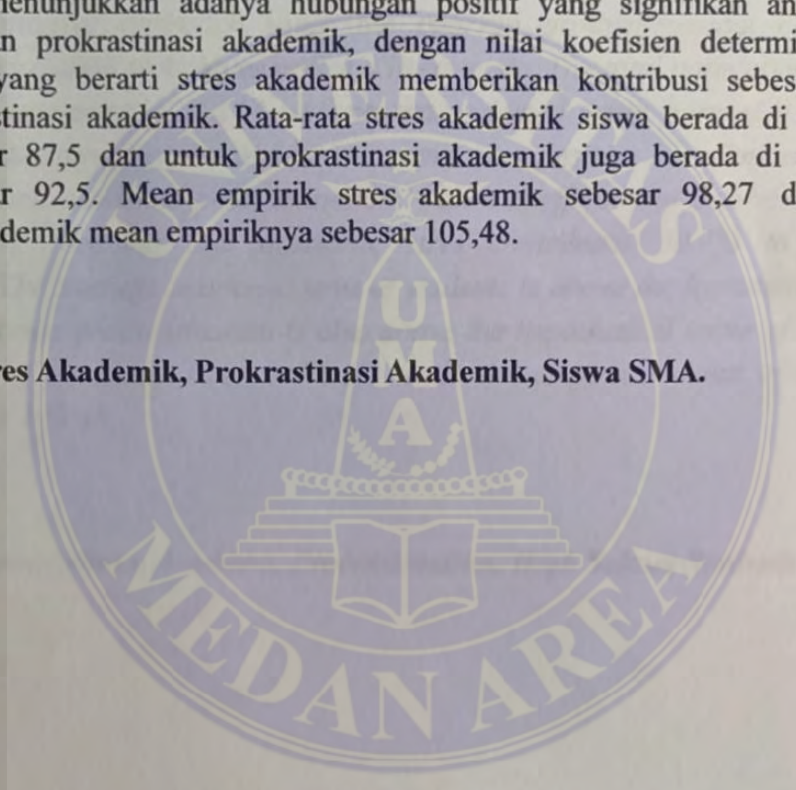 menunjukkan adanya hubungan positif yang signifikan an
n prokrastinasi akademik, dengan nilai koefisien determi
yang berarti stres akademik memberikan kontribusi sebes
stinasi akademik. Rata-rata stres akademik siswa berada di
r 87,5 dan untuk prokrastinasi akademik juga berada di
r 92,5. Mean empirik stres akademik sebesar 98,27 d
demik mean empiriknya sebesar 105,48.
res Akademik, Prokrastinasi Akademik, Siswa SMA.
UNIVERSITAS
U
M
A
MEDAN AREA